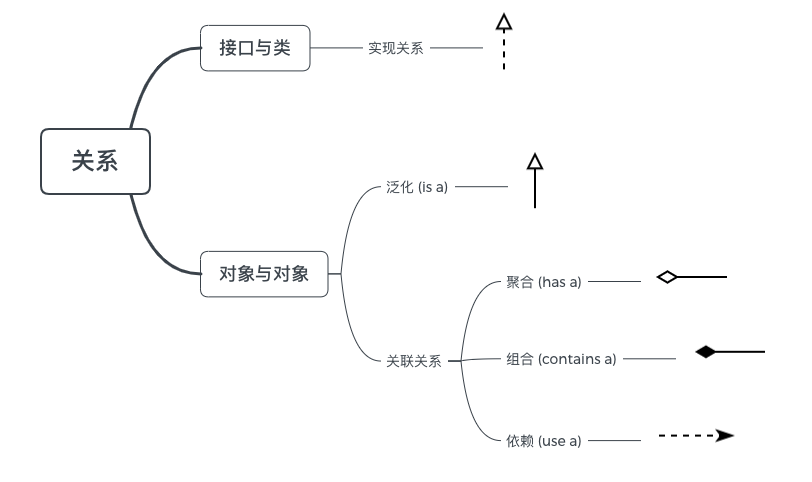 接口与类
实现关系
关系
泛化 (is a)
对象与对象
聚合 (has a)
关联关系
组合 (contains a)
依赖 (use a)